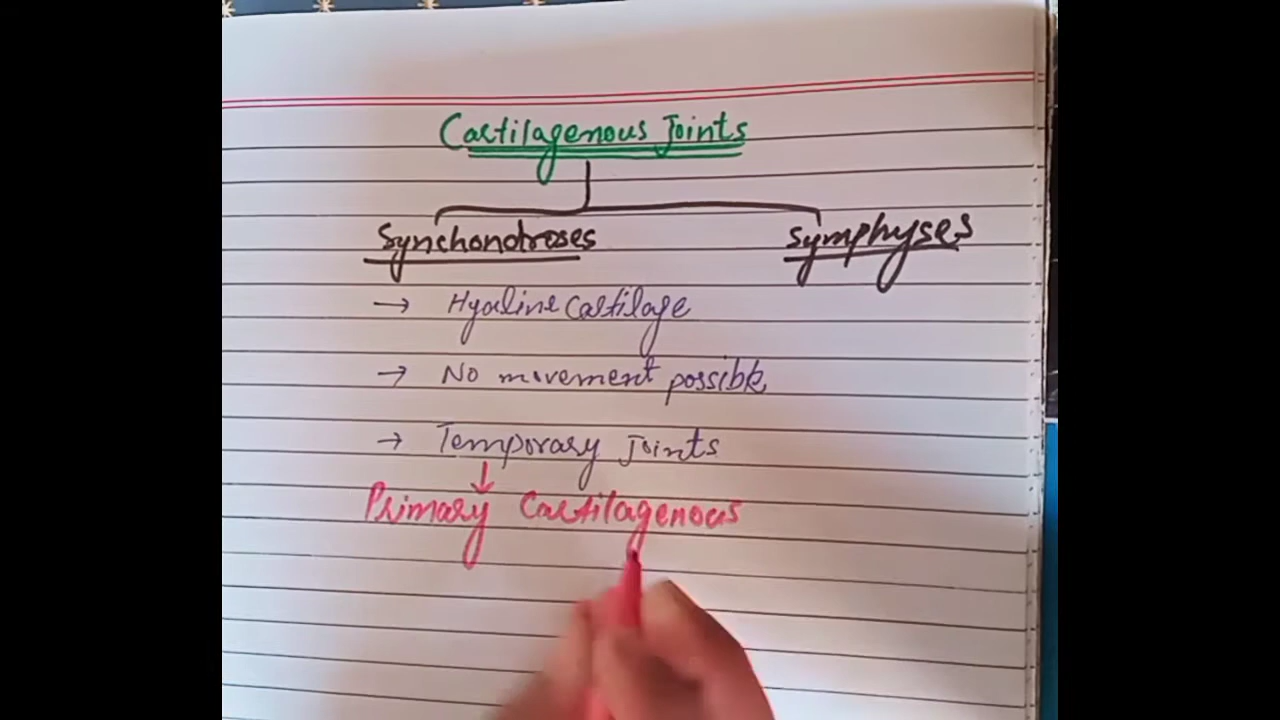 Cartilagenous Joints
Synchondroses Symphyses
→ Hyaline Cartilage
→ No movement possible
→ Temporary Joints
↓
Primary Cartilagenous